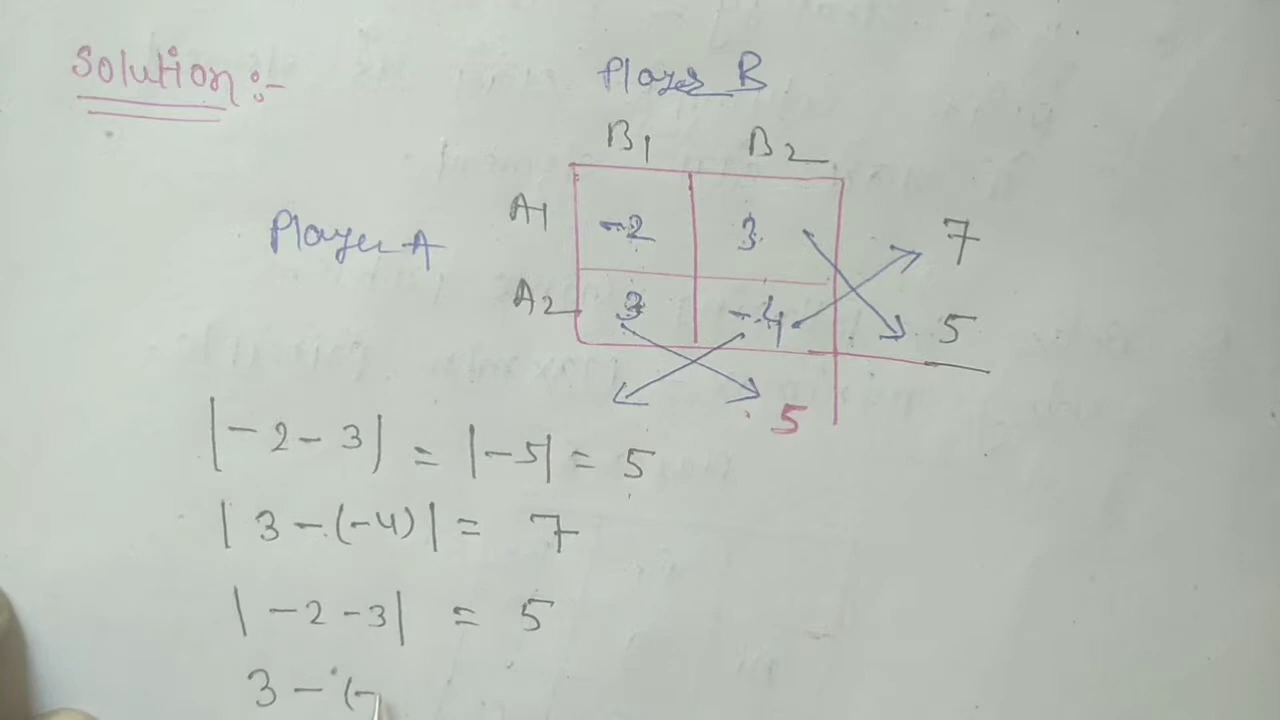 Solution :-
Player B
B1 B2
Player A A1 -2 3 7
A2 3 -4 5
5
|-2-3| = |-5| = 5
|3-(-4)| = 7
|-2-3| = 5
3-(-